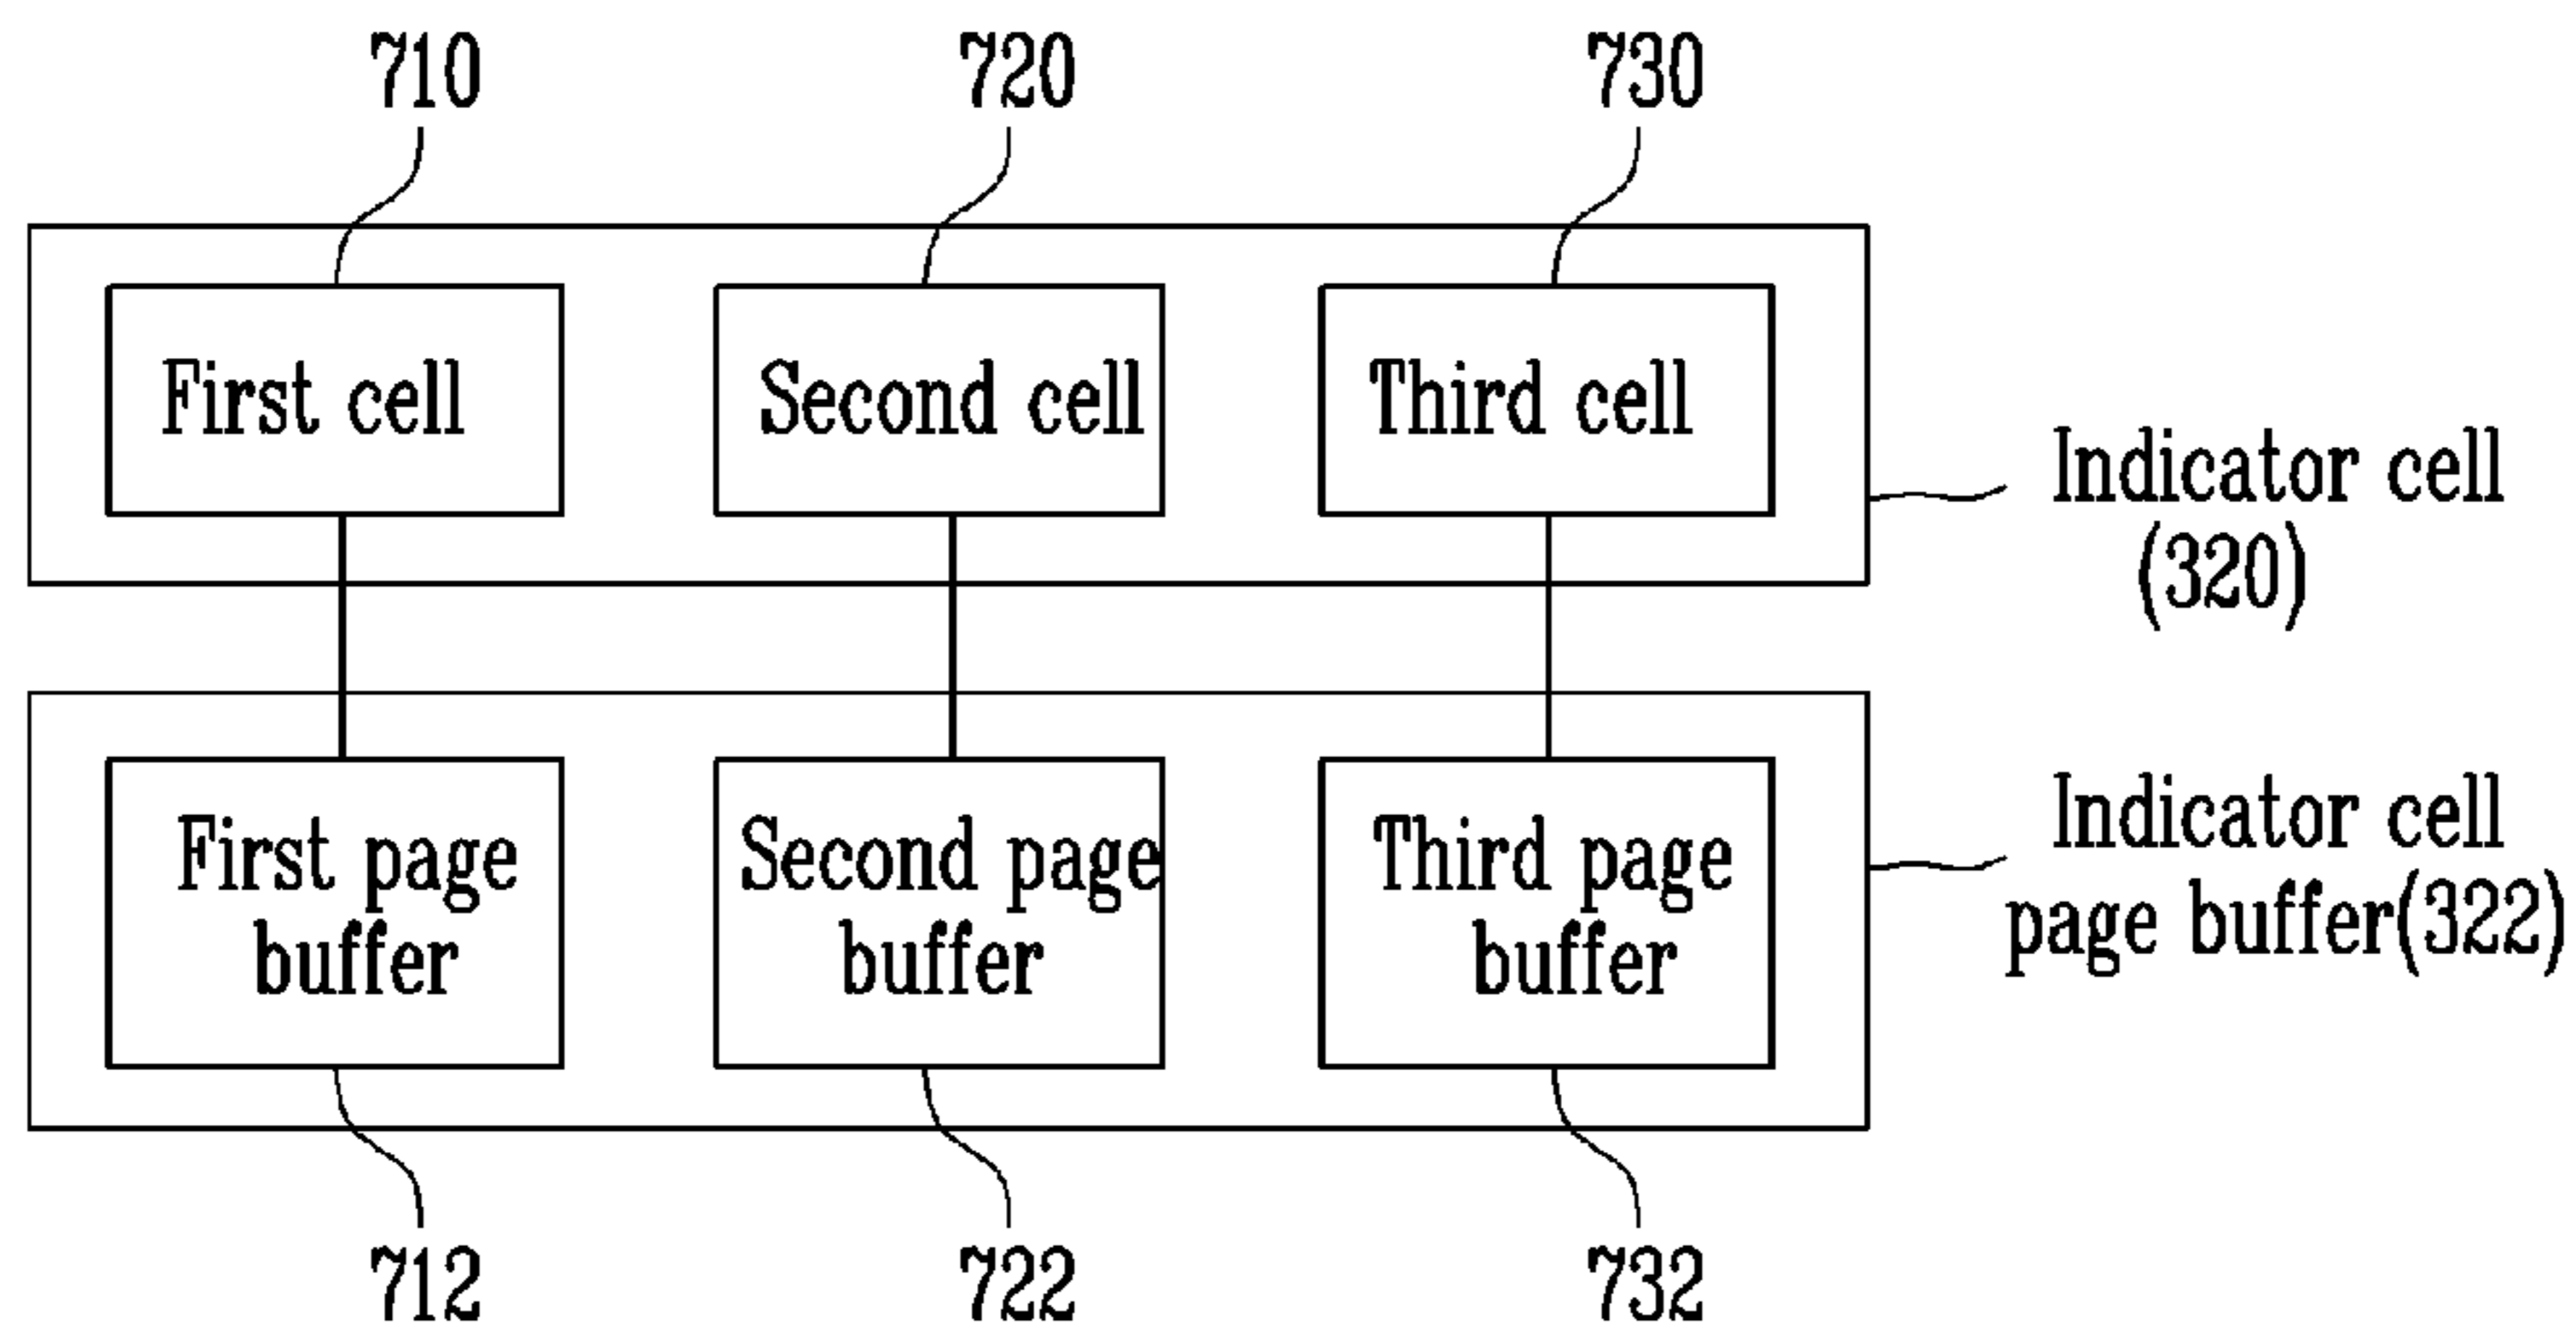 710
720
730
First cell
Second cell
Third cell
Indicator cell
(320)
First page
buffer
Second page
buffer
Third page
buffer
Indicator cell
page buffer(322)
712
722
732